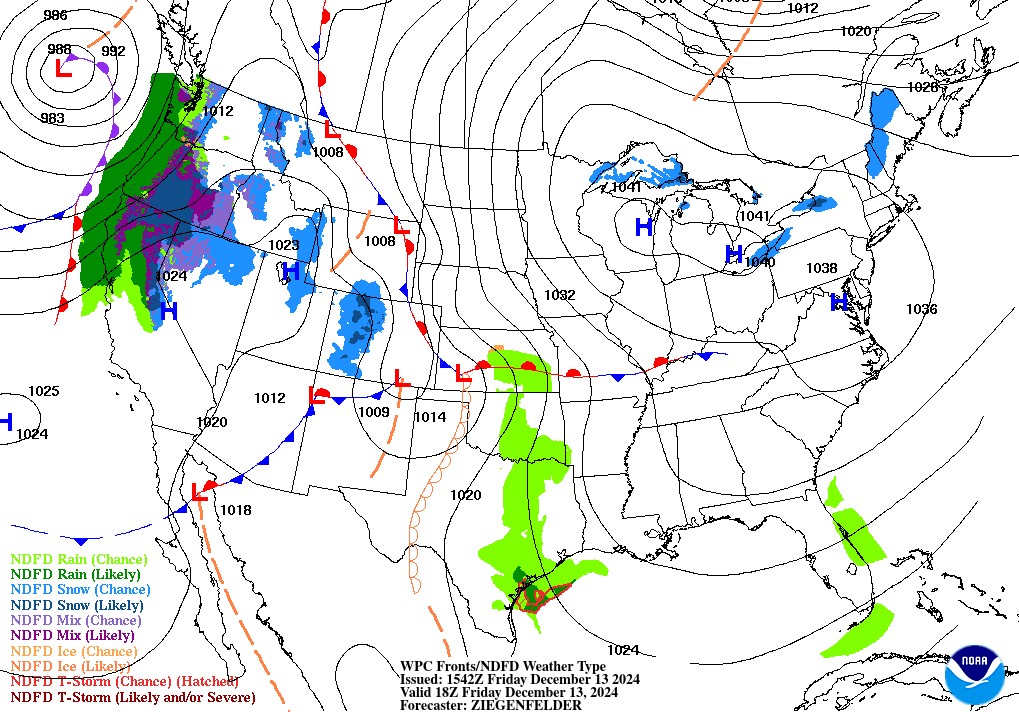 986
1012
1020
988
992
L
1028
983
1012
L
1008
1041
1041
H
L
1008
H
1040
1023
H
1024
1038
H
1032
H
1036
L
L
1025
1012
L
1009
1014
H
1024
1020
L
1018
1020
NDFD Rain (Chance)
NDFD Rain (Likely)
NDFD Snow (Chance)
NDFD Snow (Likely)
NDFD Mix (Chance)
NDFD Mix (Likely)
NDFD Ice (Chance)
NDFD Ice (Likely)
NDFD T-Storm (Chance) (Hatched)
NDFD T-Storm (Likely and/or Severe)
1024
WPC Fronts/NDFD Weather Type
Issued: 1542Z Friday December 13 2024
Valid 18Z Friday December 13, 2024
Forecaster: ZIEGENFELDER
NOAA